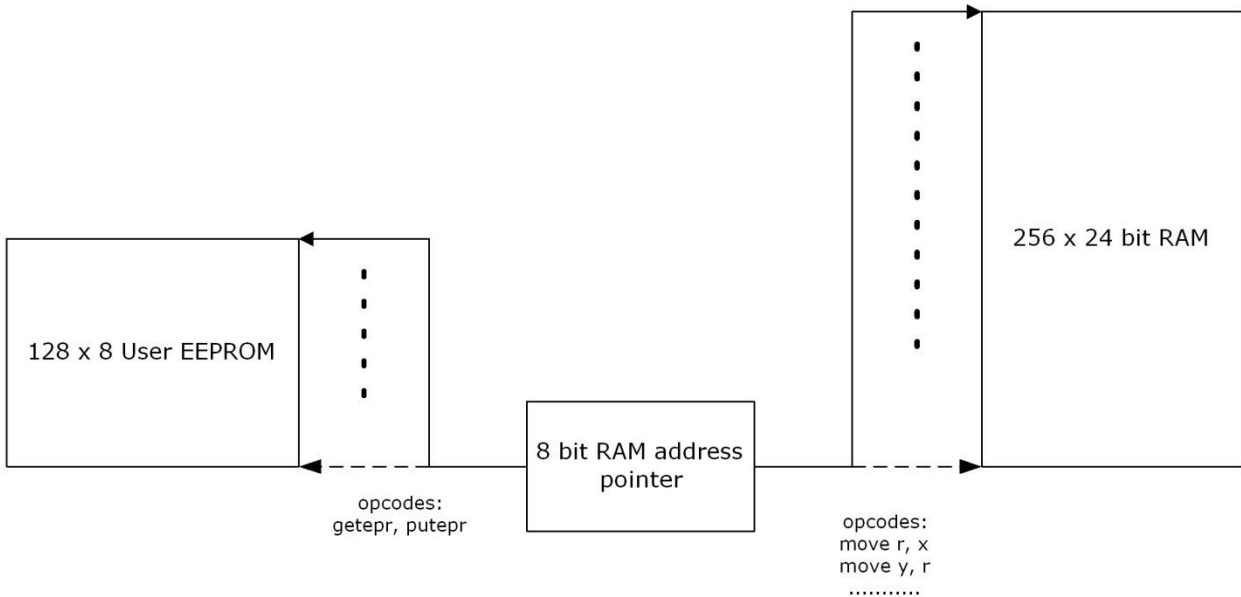 256 x 24 bit RAM
128 x 8 User EEPROM
8 bit RAM address
pointer
opcodes:
getepr, putepr
opcodes:
move r, x
move y, r
...........